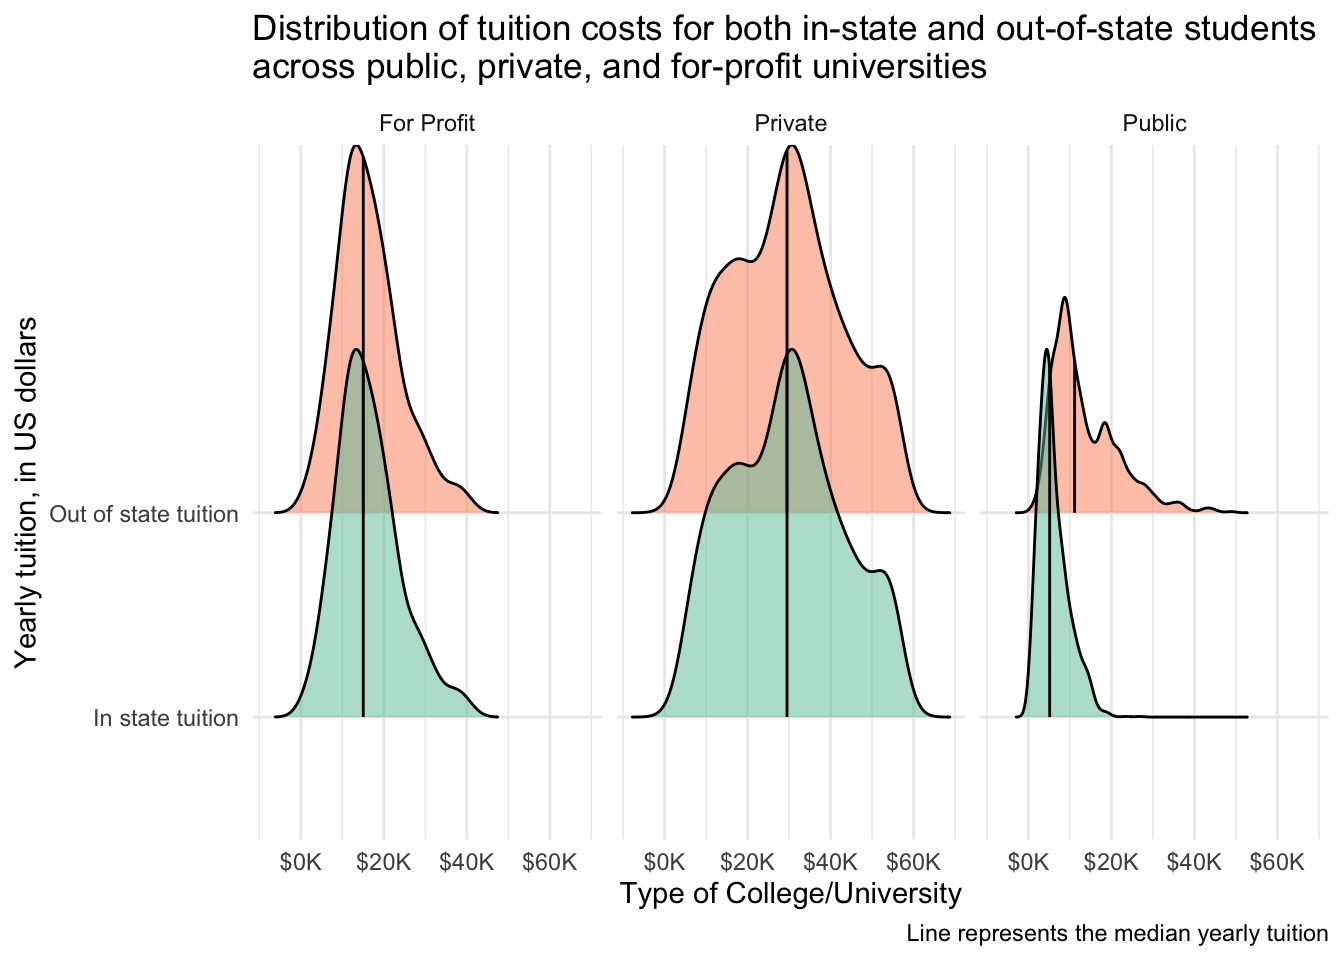 Distribution of tuition costs for both in-state and out-of-state students
across public, private, and for-profit universities
For Profit
Private
Public
Yearly tuition, in US dollars
Out of state tuition
In state tuition
$0K $20K $40K $60K $0K $20K $40K $60K $0K $20K $40K $60K
Type of College/University
Line represents the median yearly tuition